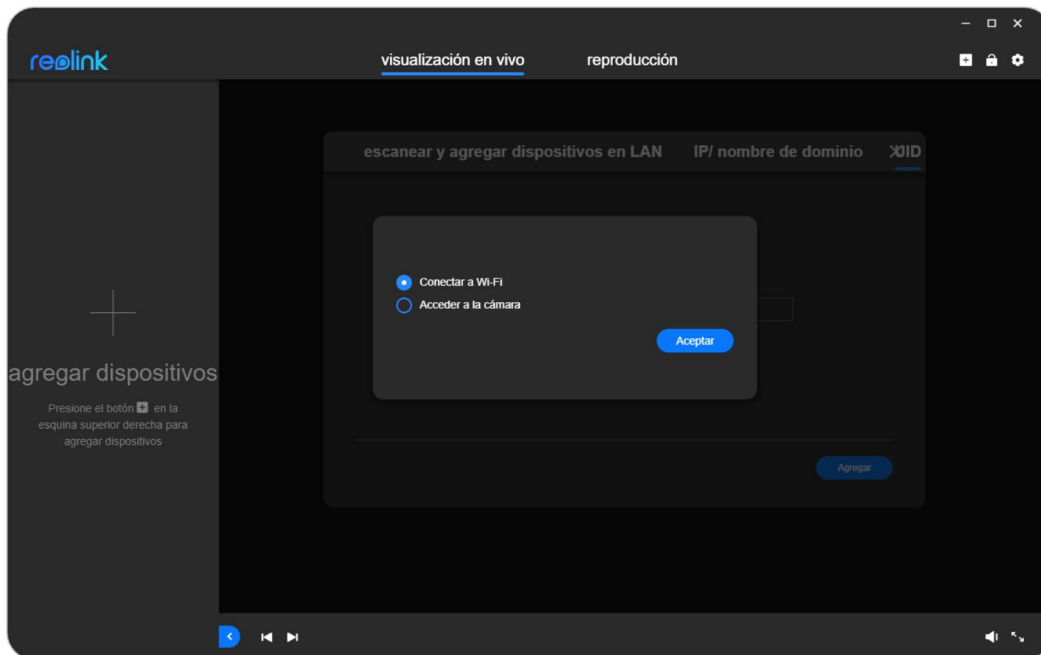 reolink
visualización en vivo
reproducción
escanear y agregar dispositivos en LAN
IP/ nombre de dominio
UID
Conectar a Wi-Fi
Acceder a la cámara
Aceptar
agregar dispositivos
Presione el botón en la
esquina superior derecha para
agregar dispositivos
Agregar